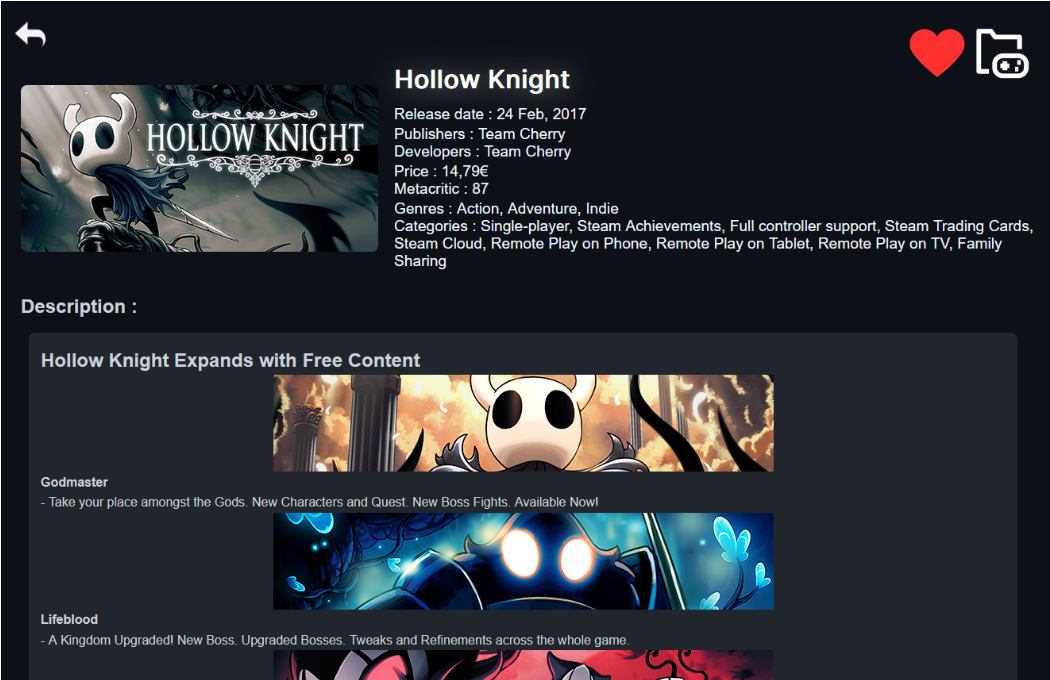 Hollow Knight
HOLLOW KNIGHT
Release date : 24 Feb, 2017
Publishers : Team Cherry
Developers : Team Cherry
Price : 14,79€
Metacritic : 87
Genres : Action, Adventure, Indie
Categories : Single-player, Steam Achievements, Full controller support, Steam Trading Cards,
Steam Cloud, Remote Play on Phone, Remote Play on Tablet, Remote Play on TV, Family
Sharing
Description :
Hollow Knight Expands with Free Content
Godmaster
- Take your place amongst the Gods. New Characters and Quest. New Boss Fights. Available Now!
Lifeblood
- A Kingdom Upgraded! New Boss. Upgraded Bosses. Tweaks and Refinements across the whole game.